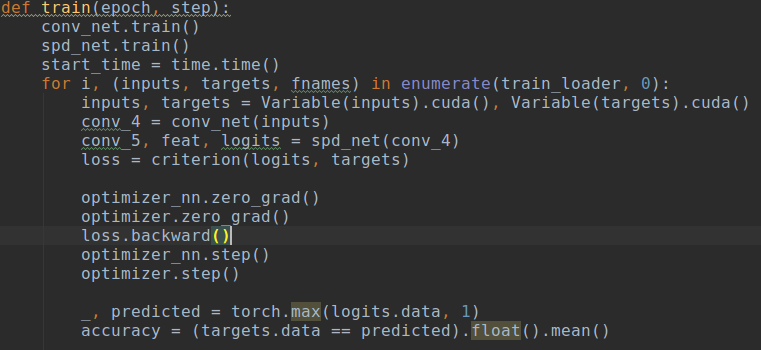 def train(epoch, step):
    conv_net.train()
    spd_net.train()
    start_time = time.time()
    for i, (inputs, targets, fnames) in enumerate(train_loader, 0):
        inputs, targets = Variable(inputs).cuda(), Variable(targets).cuda()
        conv_4 = conv_net(inputs)
        conv_5, feat, logits = spd_net(conv_4)
        loss = criterion(logits, targets)

        optimizer_nn.zero_grad()
        optimizer.zero_grad()
        loss.backward()
        optimizer_nn.step()
        optimizer.step()

        _, predicted = torch.max(logits.data, 1)
        accuracy = (targets.data == predicted).float().mean()